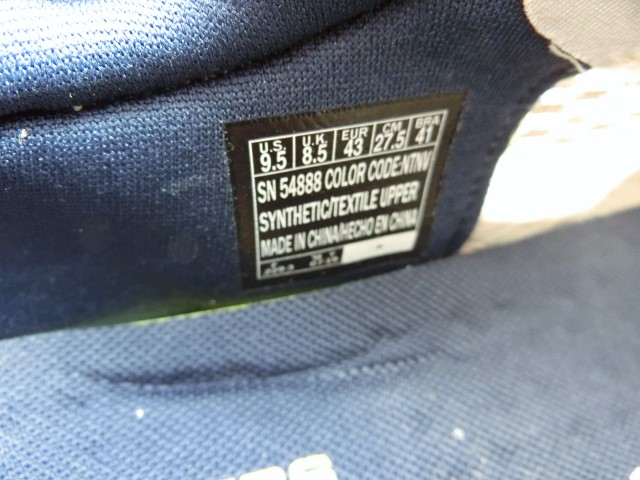 U.S. U.K. EUR CM BRA
9.5 8.5 43 27.5 41
SN 54888 COLOR CODE:NTNV
SYNTHETIC/TEXTILE UPPER
MADE IN CHINA/HECHO EN CHINA